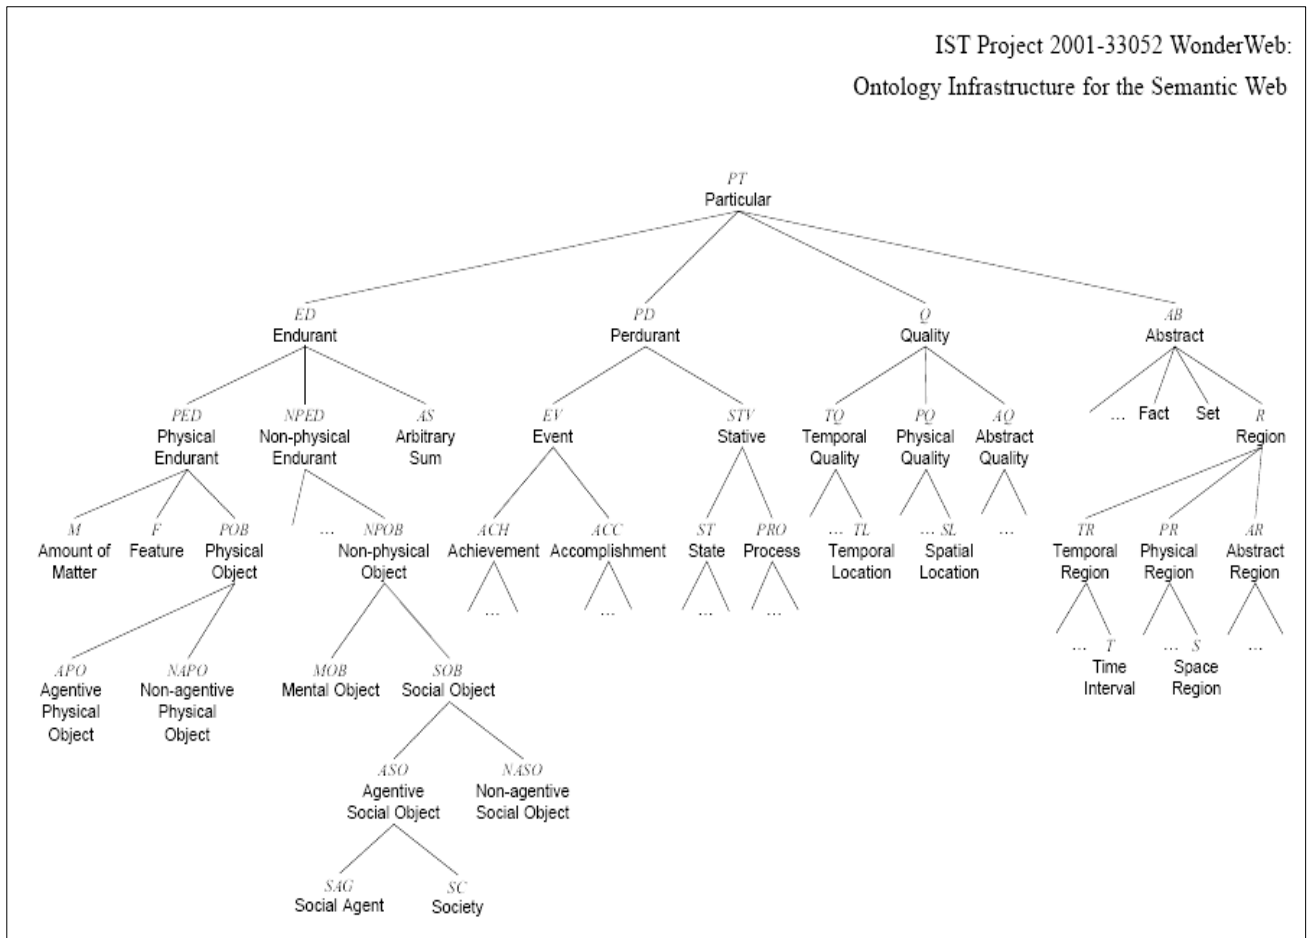 IST Project 2001-33052 WonderWeb:
Ontology Infrastructure for the Semantic Web
PT
Particular
ED
Endurant
PD
Perdurant
Q
Quality
AB
Abstract
PED
Physical
Endurant
NPED
Non-physical
Endurant
AS
Arbitrary
Sum
EV
Event
STV
Stative
TQ
Temporal
Quality
PQ
Physical
Quality
AQ
Abstract
Quality
...
Fact
Set
R
Region
M
Amount of
Matter
F
Feature
POB
Physical
Object
...
NPOB
Non-physical
Object
ACH
Achievement
...
ACC
Accomplishment
...
ST
State
...
PRO
Process
...
... TL
Temporal
Location
... SL
Spatial
Location
...
TR
Temporal
Region
PR
Physical
Region
AR
Abstract
Region
... T
Time
Interval
... S
Space
Region
...
APO
Agentive
Physical
Object
NAPO
Non-agentive
Physical
Object
MOB
Mental Object
SOB
Social Object
ASO
Agentive
Social Object
NASO
Non-agentive
Social Object
SAG
Social Agent
SC
Society